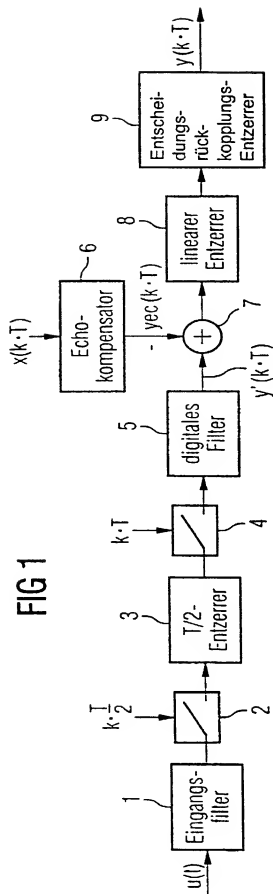 FIG 1
u(t)
1
Eingangs-
filter
k·T/2
2
3
T/2-
Entzerrer
k·T
4
5
digitales
Filter
y'(k·T)
x(k·T)
6
Echo-
kompensator
- yec(k·T)
+
7
8
linearer
Entzerrer
9
Entschei-
dungs-
rück-
kopplungs-
Entzerrer
y(k·T)